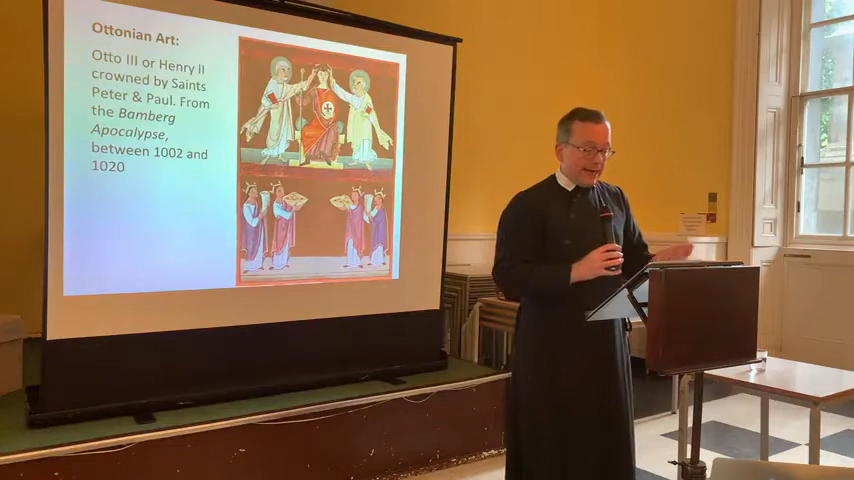 Ottonian Art:
Otto III or Henry II
crowned by Saints
Peter & Paul. From
the Bamberg
Apocalypse,
between 1002 and
1020